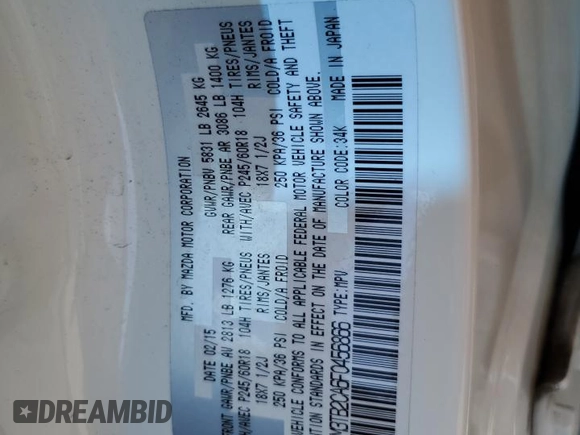 MFD. BY MAZDA MOTOR CORPORATION
DATE 02/15 GVWR/PNBV 5831 LB 2645 KG
FRONT GAWR/PNBE AV 2813 LB 1276 KG REAR GAWR/PNBE AR 3086 LB 1400 KG
WITH/AVEC P245/60R18 104H TIRES/PNEUS WITH/AVEC P245/60R18 104H TIRES/PNEUS
18X7 1/2J RIMS/JANTES 18X7 1/2J RIMS/JANTES
250 KPA/36 PSI COLD/A FROID 250 KPA/36 PSI COLD/A FROID
VEHICLE CONFORMS TO ALL APPLICABLE FEDERAL MOTOR VEHICLE SAFETY AND THEFT
STANDARDS IN EFFECT ON THE DATE OF MANUFACTURE SHOWN ABOVE.
COLOR CODE:34K MADE IN JAPAN
TYPE:MPV
DEALERSCLOUD